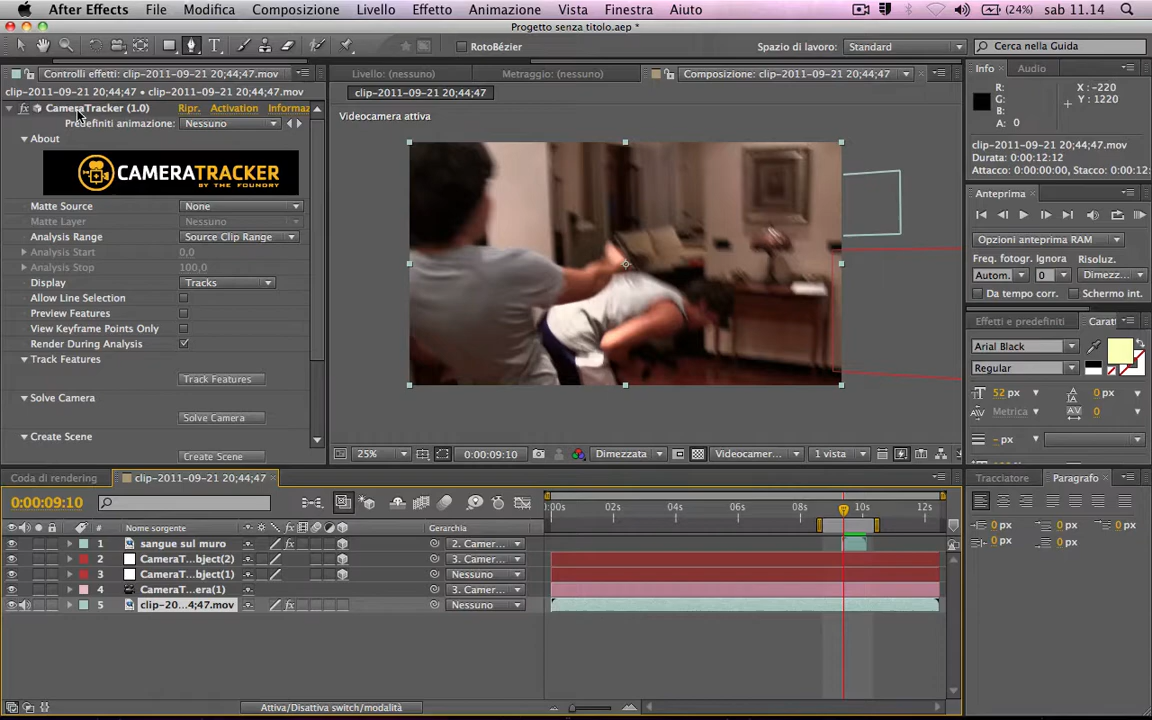 After Effects File Modifica Composizione Livello Effetto Animazione Visualizza Finestra Aiuto (24%) sab 11.14
Progetto senza titolo.aep *
RotoBézier Spazio di lavoro: Standard Cerca nella Guida
Controlli effetti: clip-2011-09-21 20;44;47.mov Livello: (nessuno) Metraggio: (nessuno) Composizione: clip-2011-09-21 20;44;47 Info Audio
clip-2011-09-21 20;44;47 • clip-2011-09-21 20;44;47.mov clip-2011-09-21 20;44;47
R: X : -220
G: Y : 1220
B:
A: 0
CameraTracker (1.0) Ripr. Activation Informaz
Videocamera attiva
Predefiniti animazione: Nessuno
About
CAMERATRACKER
BY THE FOUNDRY
clip-2011-09-21 20;44;47.mov
Durata: 0:00:12:12
Attacco: 0:00:00:00, Stacco: 0:00:12:
Matte Source None
Matte Layer Nessuno
Analysis Range Source Clip Range
Analysis Start 0,0
Analysis Stop 100,0
Display Tracks
Allow Line Selection
Preview Features
View Keyframe Points Only
Render During Analysis
Track Features
Track Features
Solve Camera
Solve Camera
Create Scene
Create Scene
Anteprima
Opzioni anteprima RAM
Freq. fotogr. Ignora Risoluz.
Autom. 0 Dimez...
Da tempo corr. Schermo int.
Effetti e predefiniti Caratt
Arial Black
Regular
52 px 0 px
Metrica 0
- px
25% 0:00:09:10 Dimezzata Videocamer... 1 vista
Coda di rendering clip-2011-09-21 20;44;47 Tracciatore Paragrafo
0:00:09:10
:00s 02s 04s 06s 08s 10s 12s
# Nome sorgente fx Gerarchia
1 sangue sul muro 2. Camer...
2 CameraT...bject(2) 3. Camer...
3 CameraT...bject(1) Nessuno
4 CameraT...era(1) 3. Camer...
5 clip-20...4;47.mov Nessuno
0 px 0 px 0 px
0 px 0 px
Attiva/Disattiva switch/modalità